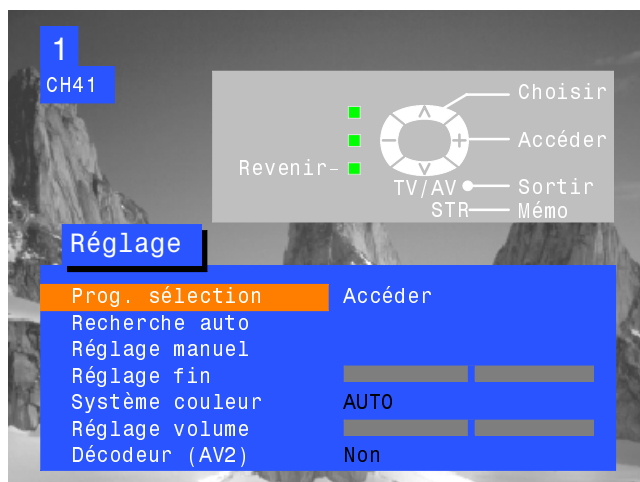 1
CH41
Choisir
Accéder
Revenir-
TV/AV Sortir
STR Mémo
Réglage
Prog. sélection Accéder
Recherche auto
Réglage manuel
Réglage fin
Système couleur AUTO
Réglage volume
Décodeur (AV2) Non